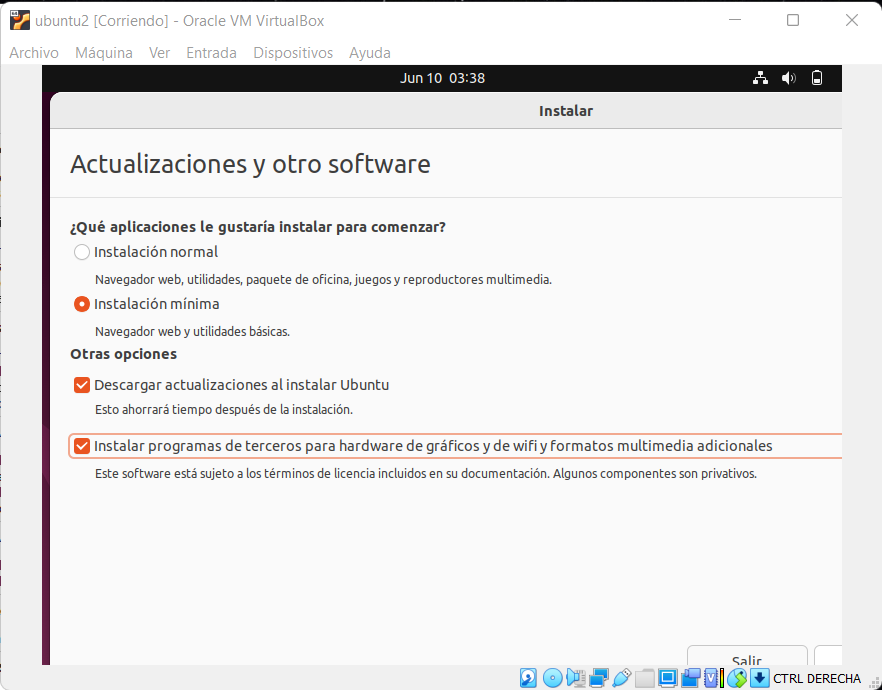 ubuntu2 [Corriendo] - Oracle VM VirtualBox
Archivo Máquina Ver Entrada Dispositivos Ayuda
Jun 10 03:38
Instalar
Actualizaciones y otro software
¿Qué aplicaciones le gustaría instalar para comenzar?
Instalación normal
Navegador web, utilidades, paquete de oficina, juegos y reproductores multimedia.
Instalación mínima
Navegador web y utilidades básicas.
Otras opciones
Descargar actualizaciones al instalar Ubuntu
Esto ahorrará tiempo después de la instalación.
Instalar programas de terceros para hardware de gráficos y de wifi y formatos multimedia adicionales
Este software está sujeto a los términos de licencia incluidos en su documentación. Algunos componentes son privativos.
Salir
CTRL DERECHA